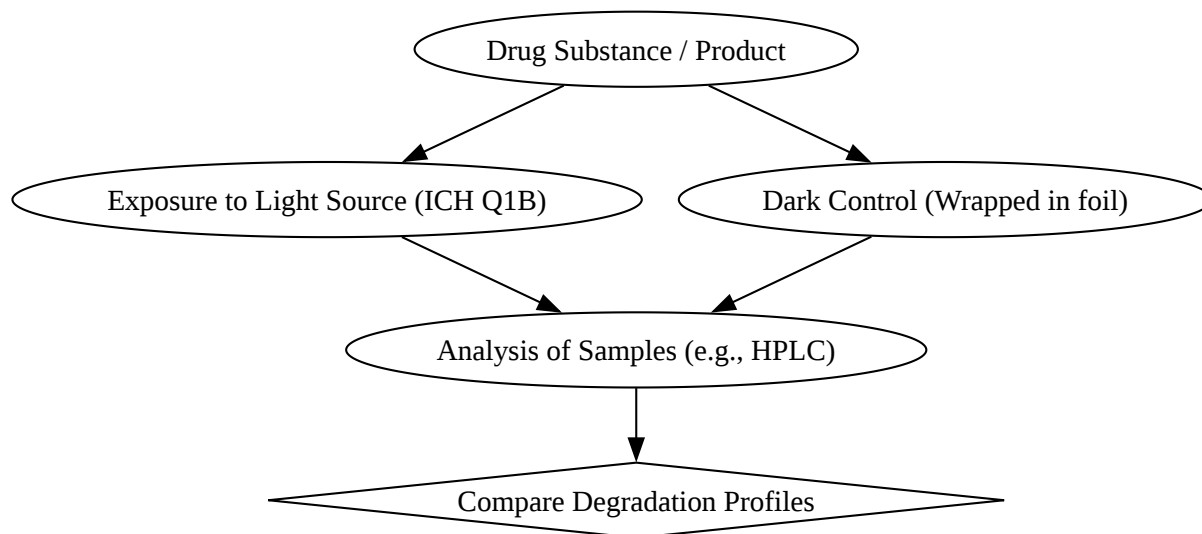 Drug Substance / Product
Exposure to Light Source (ICH Q1B)
Dark Control (Wrapped in foil)
Analysis of Samples (e.g., HPLC)
Compare Degradation Profiles